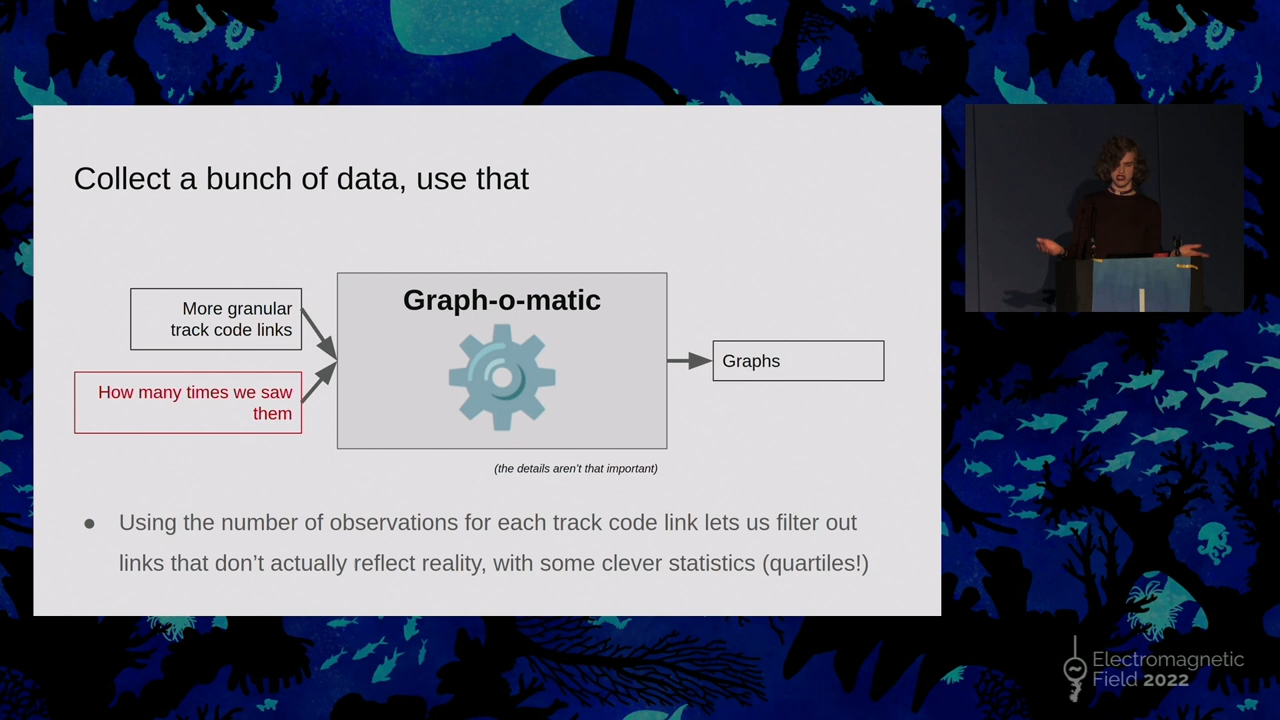 Collect a bunch of data, use that
More granular
track code links
How many times we saw
them
Graph-o-matic
Graphs
(the details aren't that important)
● Using the number of observations for each track code link lets us filter out
links that don't actually reflect reality, with some clever statistics (quartiles!)
Electromagnetic
Field 2022